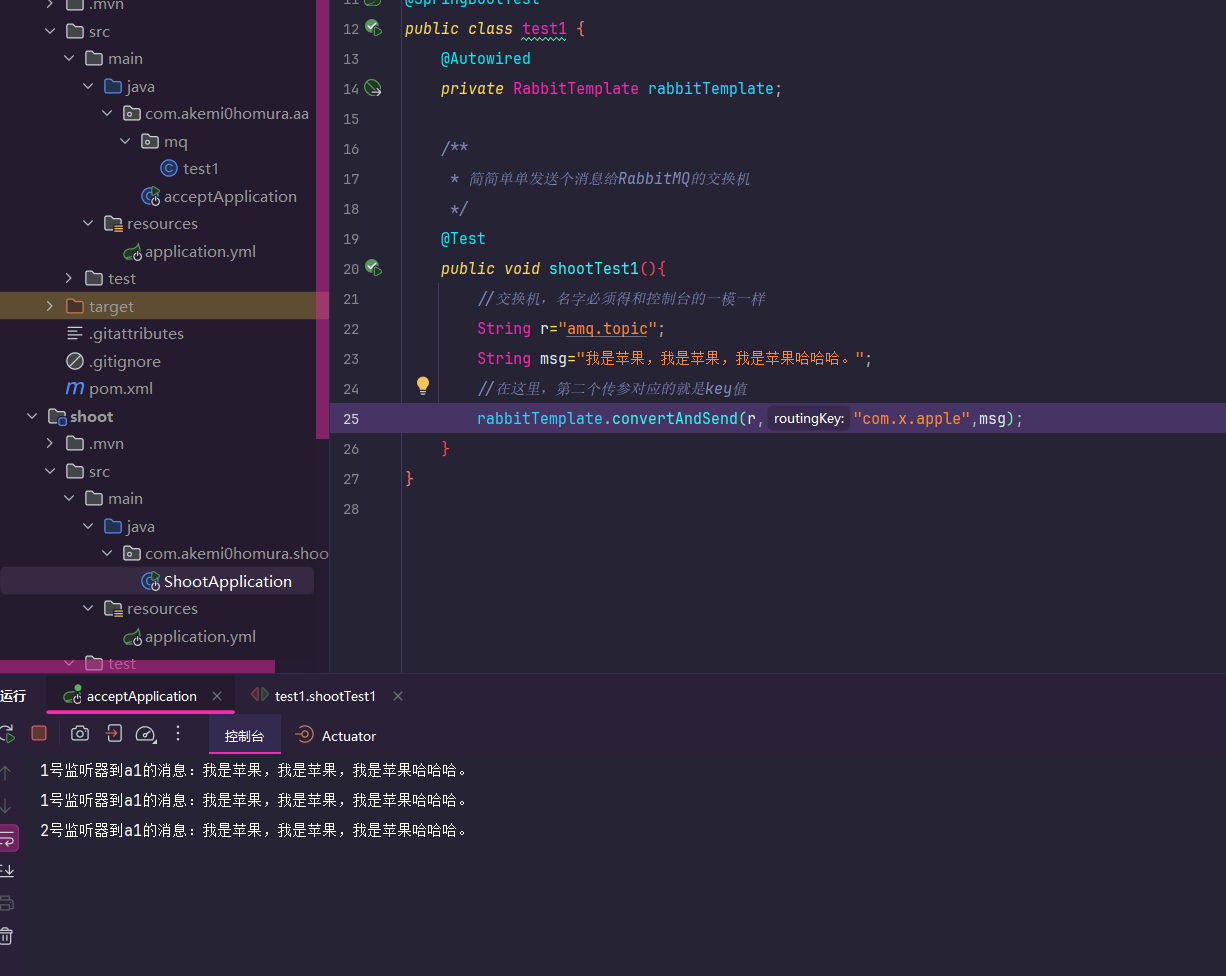 .mvn
src
main
java
com.akemi0homura.aa
mq
test1
acceptApplication
resources
application.yml
test
target
.gitattributes
.gitignore
pom.xml
shoot
.mvn
src
main
java
com.akemi0homura.shoo
ShootApplication
resources
application.yml
test
11 @SpringBootTest
12 public class test1 {
13 @Autowired
14 private RabbitTemplate rabbitTemplate;
15
16 /**
17 * 简简单单发送个消息给RabbitMQ的交换机
18 */
19 @Test
20 public void shootTest1(){
21 //交换机，名字必须得和控制台的一模一样
22 String r="amq.topic";
23 String msg="我是苹果，我是苹果，我是苹果哈哈哈。";
24 //在这里，第二个传参对应的就是key值
25 rabbitTemplate.convertAndSend(r, routingKey: "com.x.apple",msg);
26 }
27 }
28
运行 acceptApplication test1.shootTest1
控制台 Actuator
1号监听器到a1的消息：我是苹果，我是苹果，我是苹果哈哈哈。
1号监听器到a1的消息：我是苹果，我是苹果，我是苹果哈哈哈。
2号监听器到a1的消息：我是苹果，我是苹果，我是苹果哈哈哈。